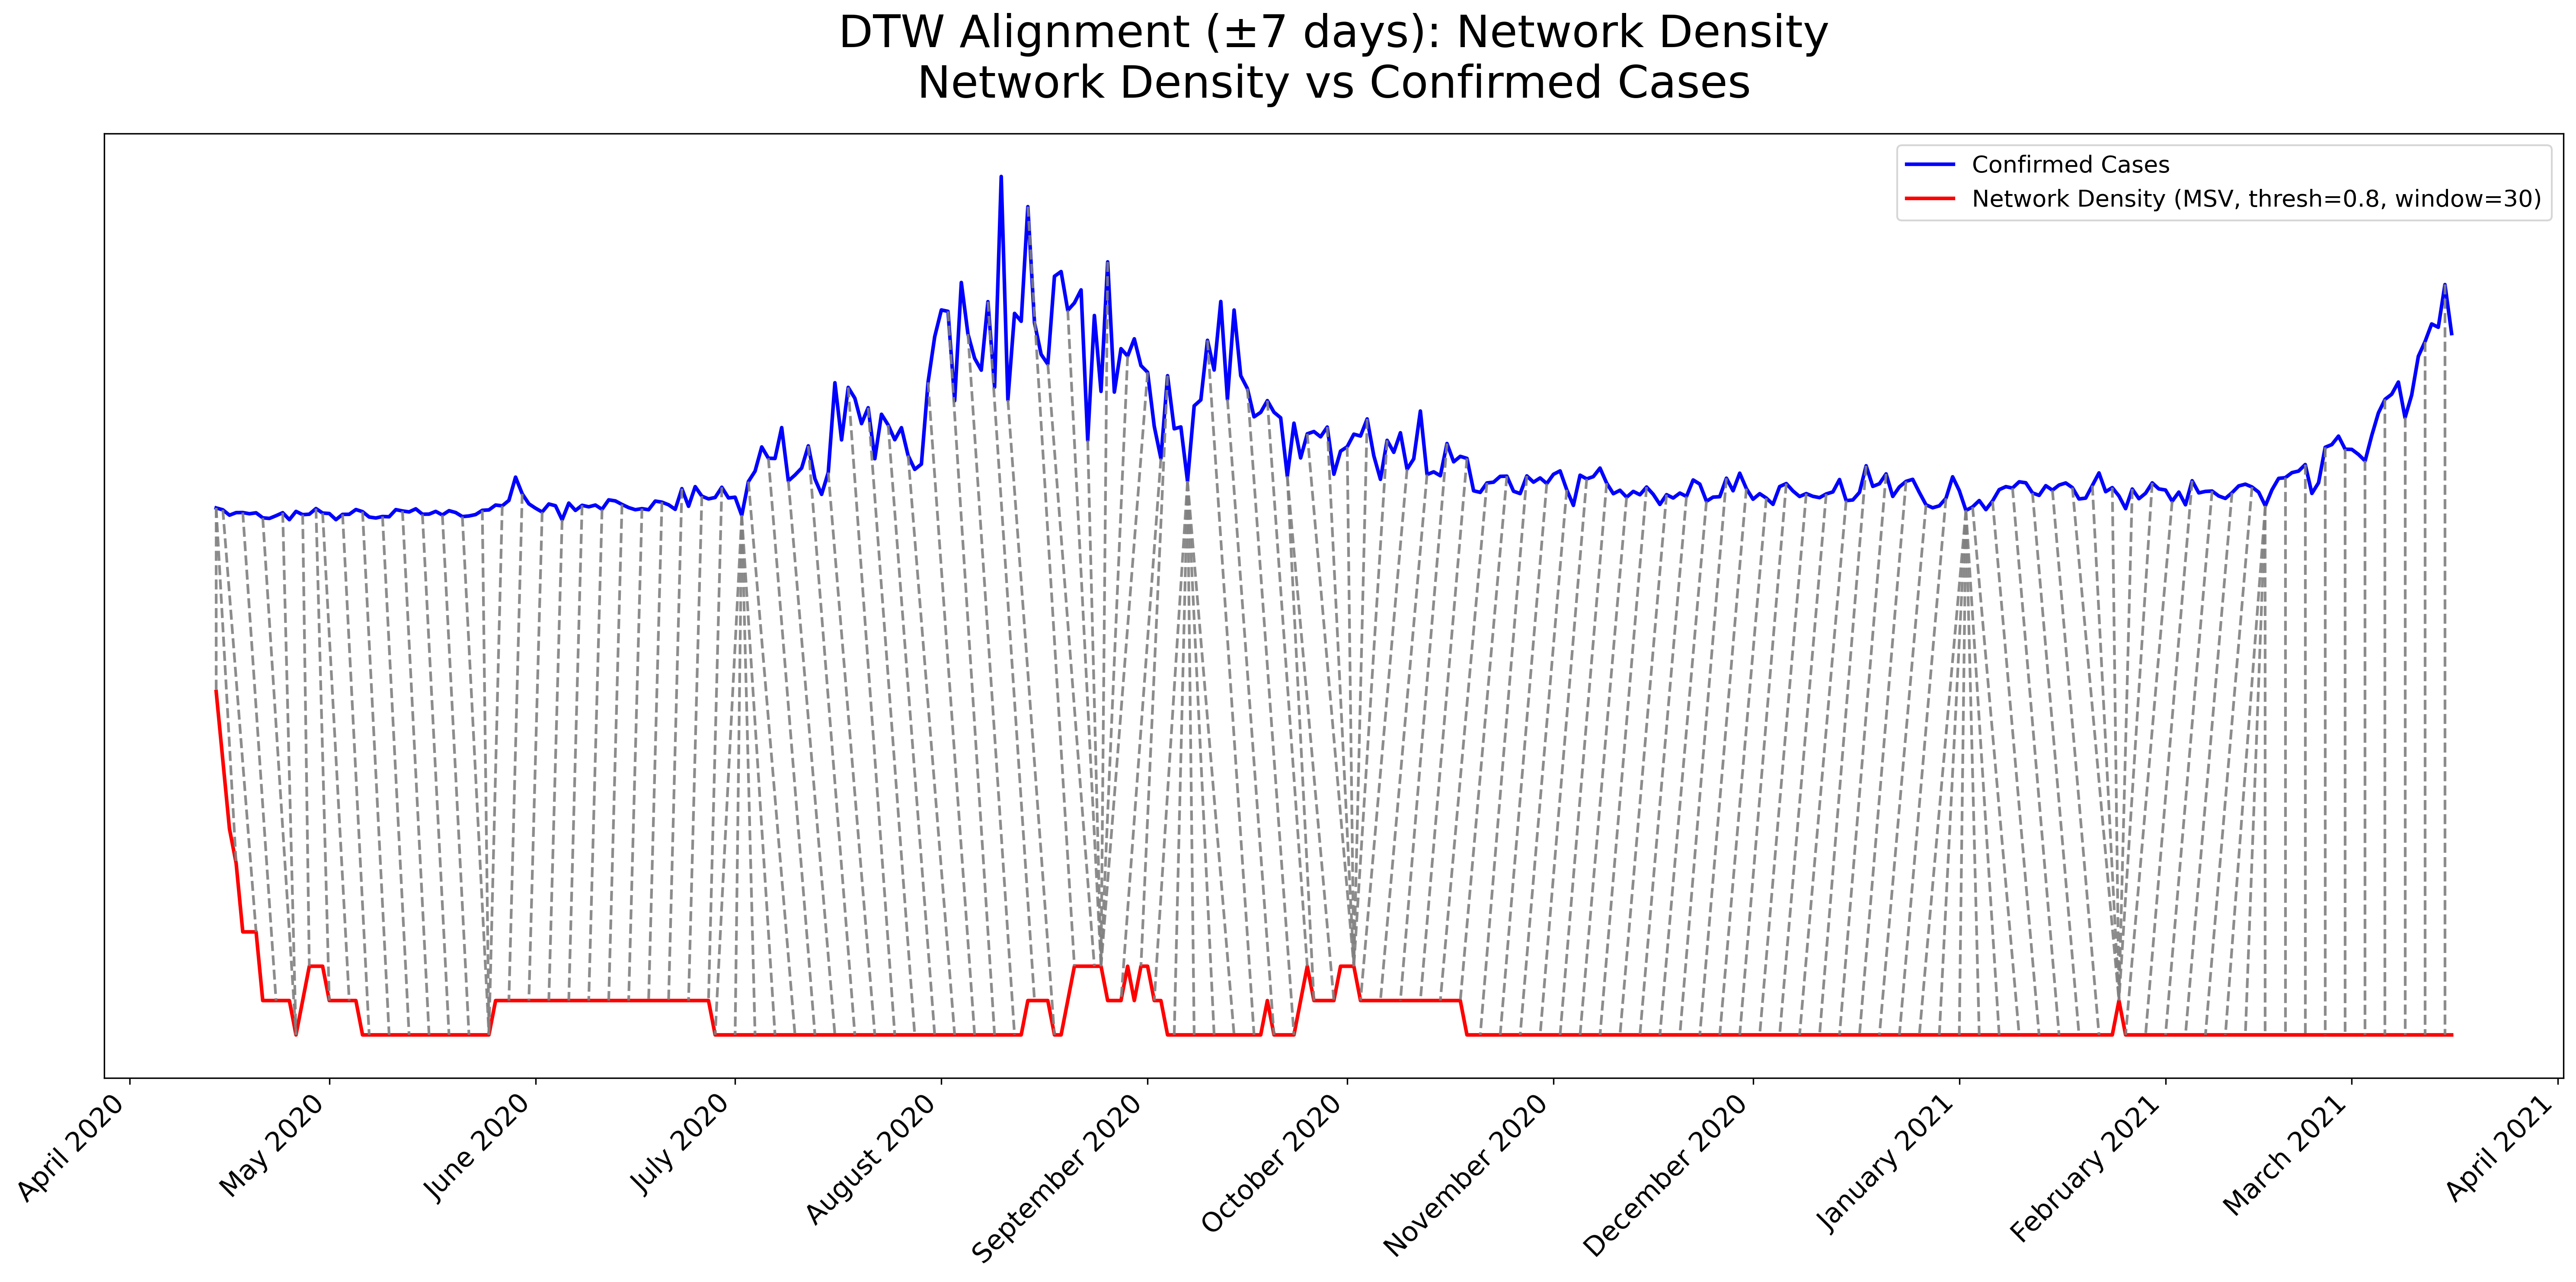 DTW Alignment (±7 days): Network Density
Network Density vs Confirmed Cases
Confirmed Cases
Network Density (MSV, thresh=0.8, window=30)
April 2020
May 2020
June 2020
July 2020
August 2020
September 2020
October 2020
November 2020
December 2020
January 2021
February 2021
March 2021
April 2021